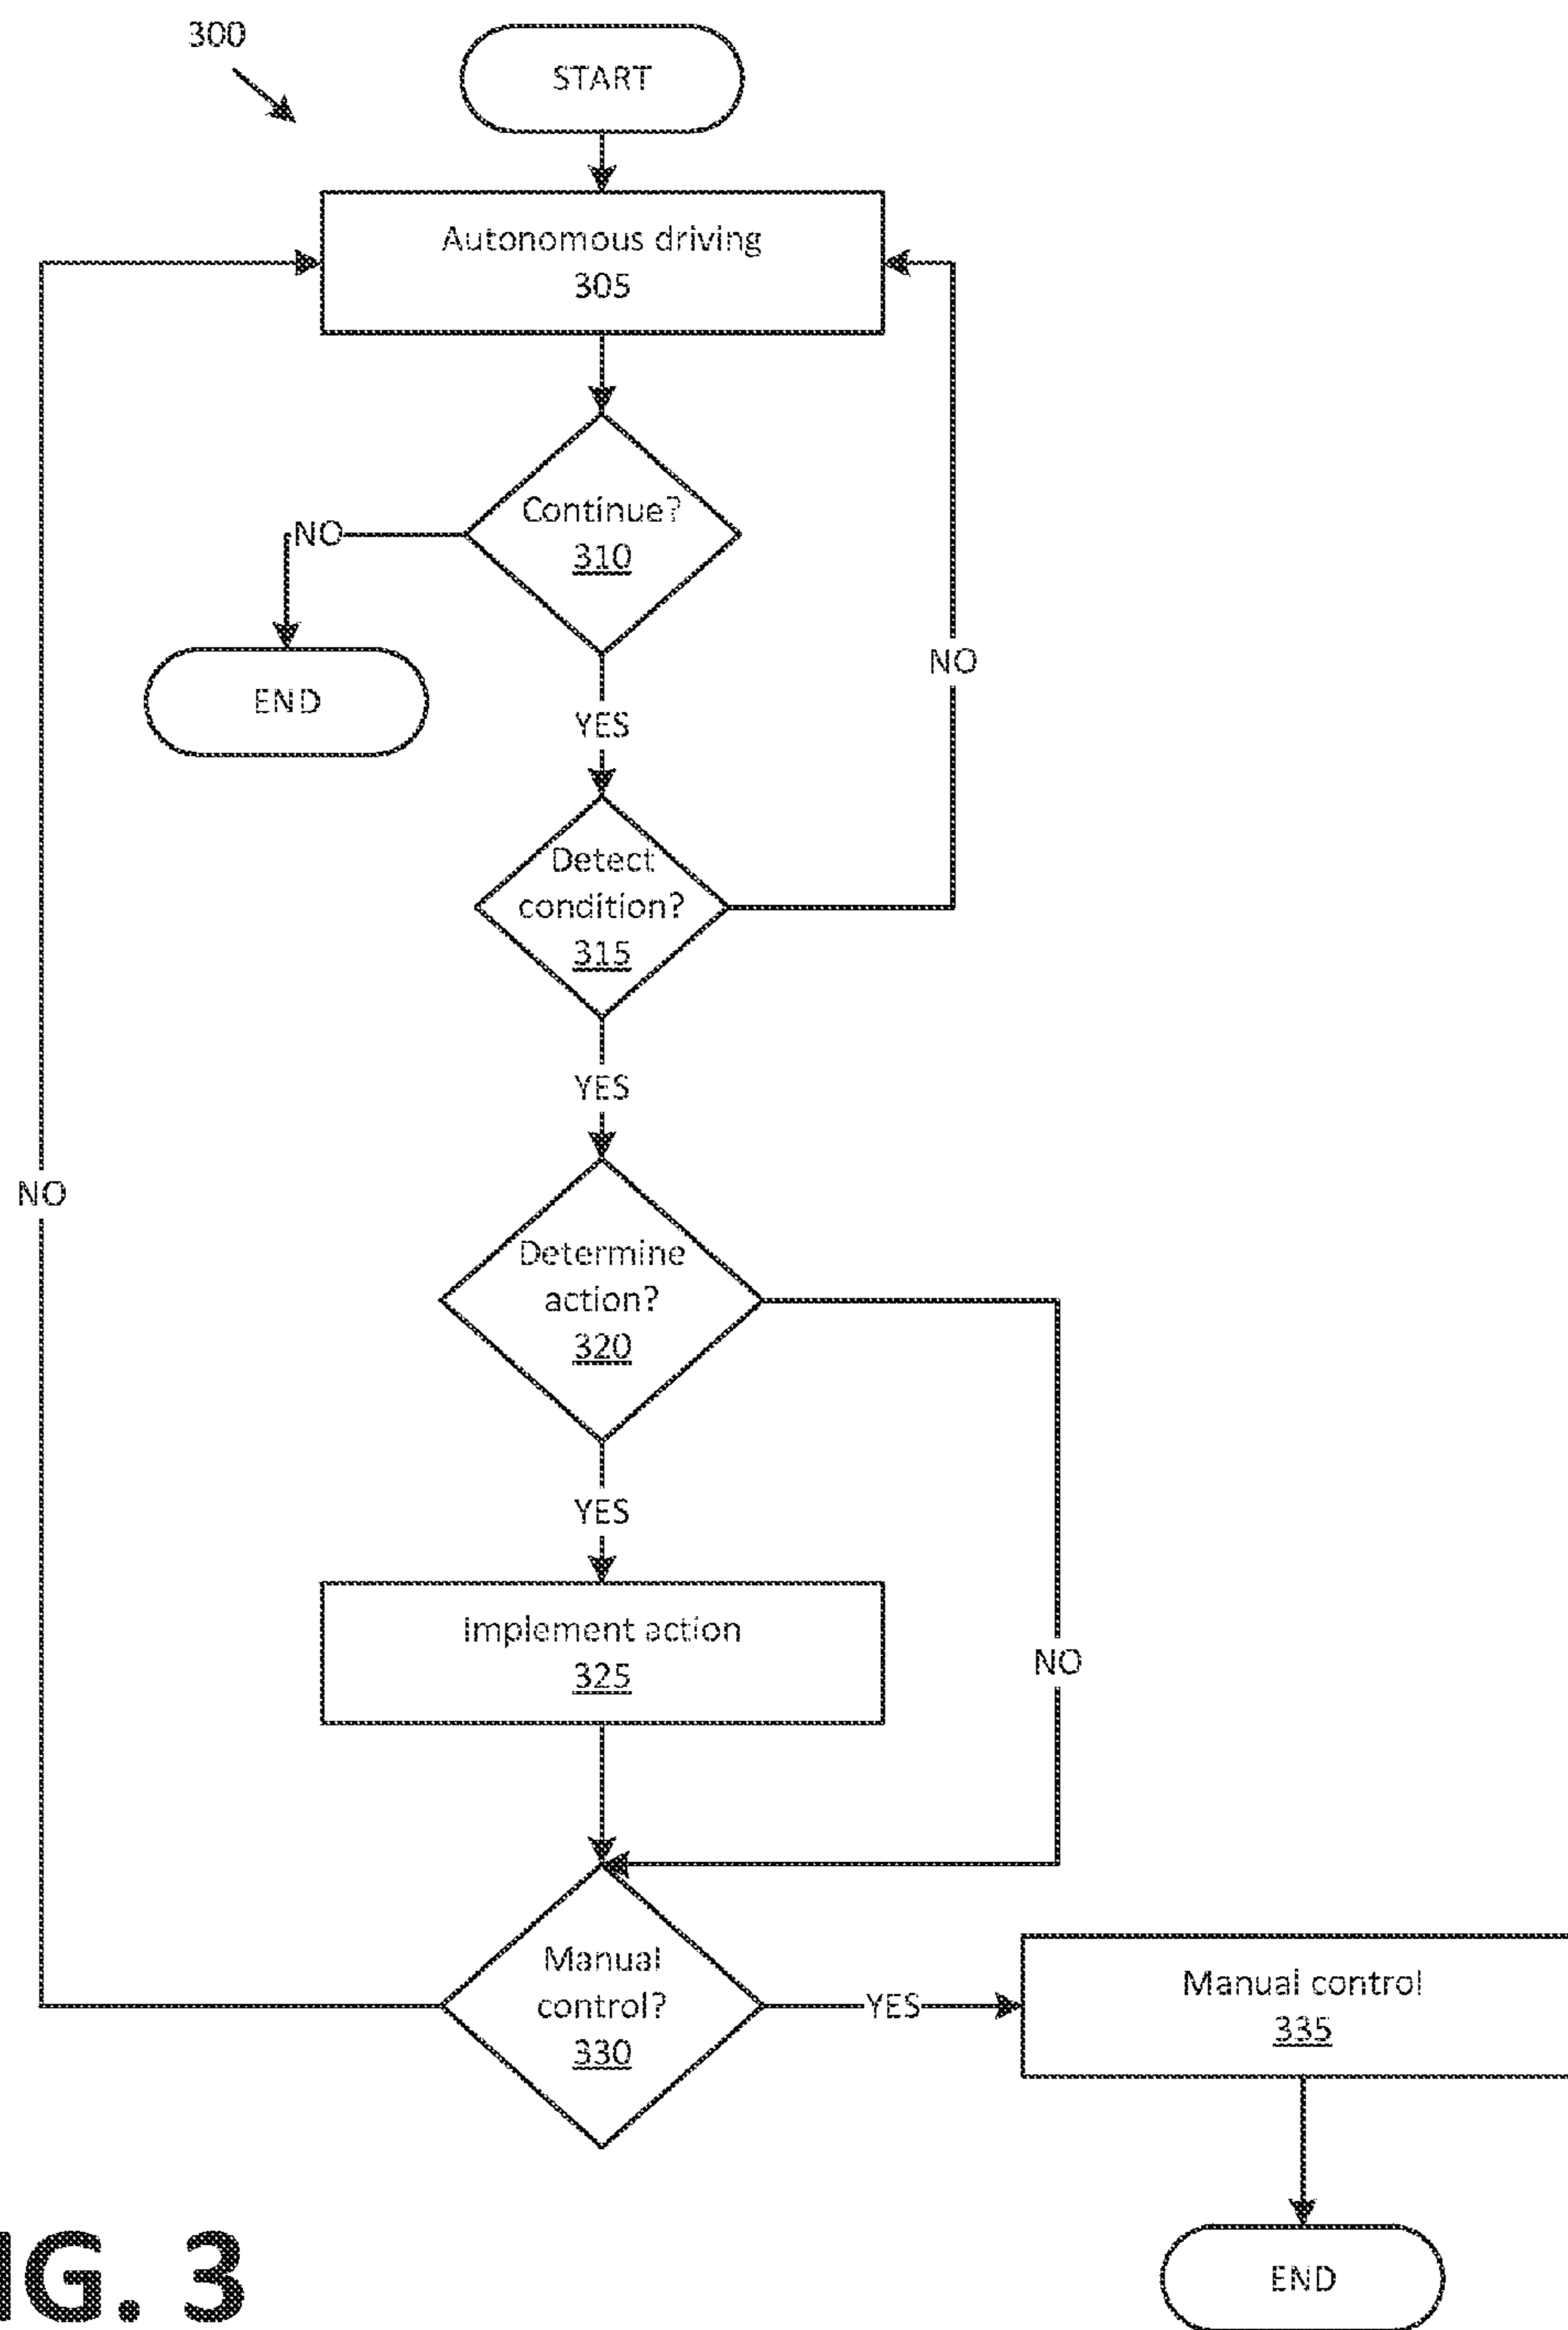 300
START
Autonomous driving
305
Continue?
310
NO
END
NO
YES
Detect
condition?
315
YES
NO
Determine
action?
320
YES
Implement action
325
NO
Manual
control?
330
YES
Manual control
335
END
IG. 3